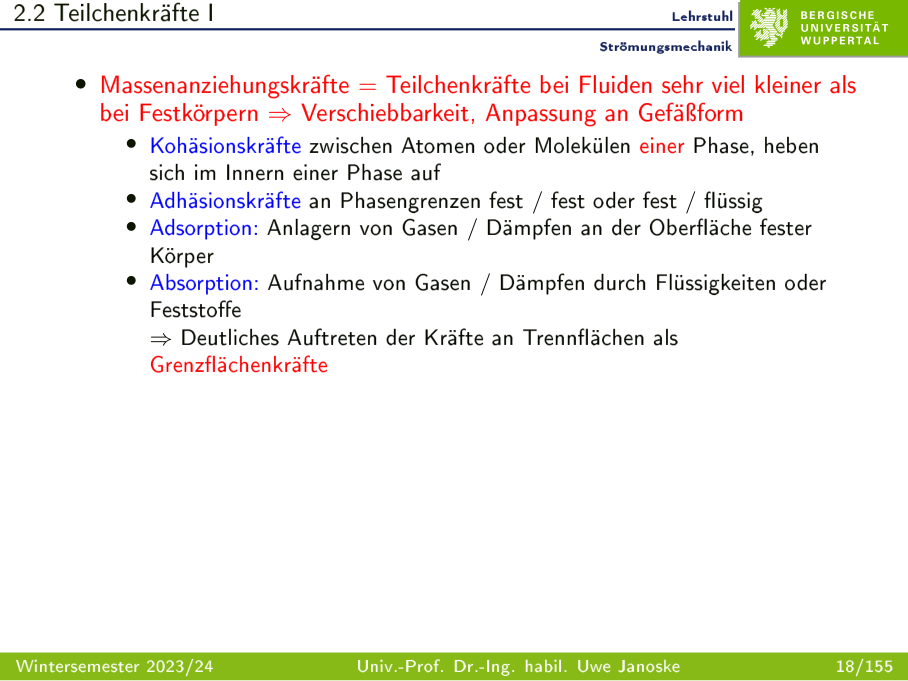 2.2 Teilchenkräfte I
Lehrstuhl
Strömungsmechanik
BERGISCHE
UNIVERSITÄT
WUPPERTAL
• Massenanziehungskräfte = Teilchenkräfte bei Fluiden sehr viel kleiner als
bei Festkörpern ⇒ Verschiebbarkeit, Anpassung an Gefäßform
• Kohäsionskräfte zwischen Atomen oder Molekülen einer Phase, heben
sich im Innern einer Phase auf
• Adhäsionskräfte an Phasengrenzen fest / fest oder fest / flüssig
• Adsorption: Anlagern von Gasen / Dämpfen an der Oberfläche fester
Körper
• Absorption: Aufnahme von Gasen / Dämpfen durch Flüssigkeiten oder
Feststoffe
⇒ Deutliches Auftreten der Kräfte an Trennflächen als
Grenzflächenkräfte
Wintersemester 2023/24
Univ.-Prof. Dr.-Ing. habil. Uwe Janoske
18/155